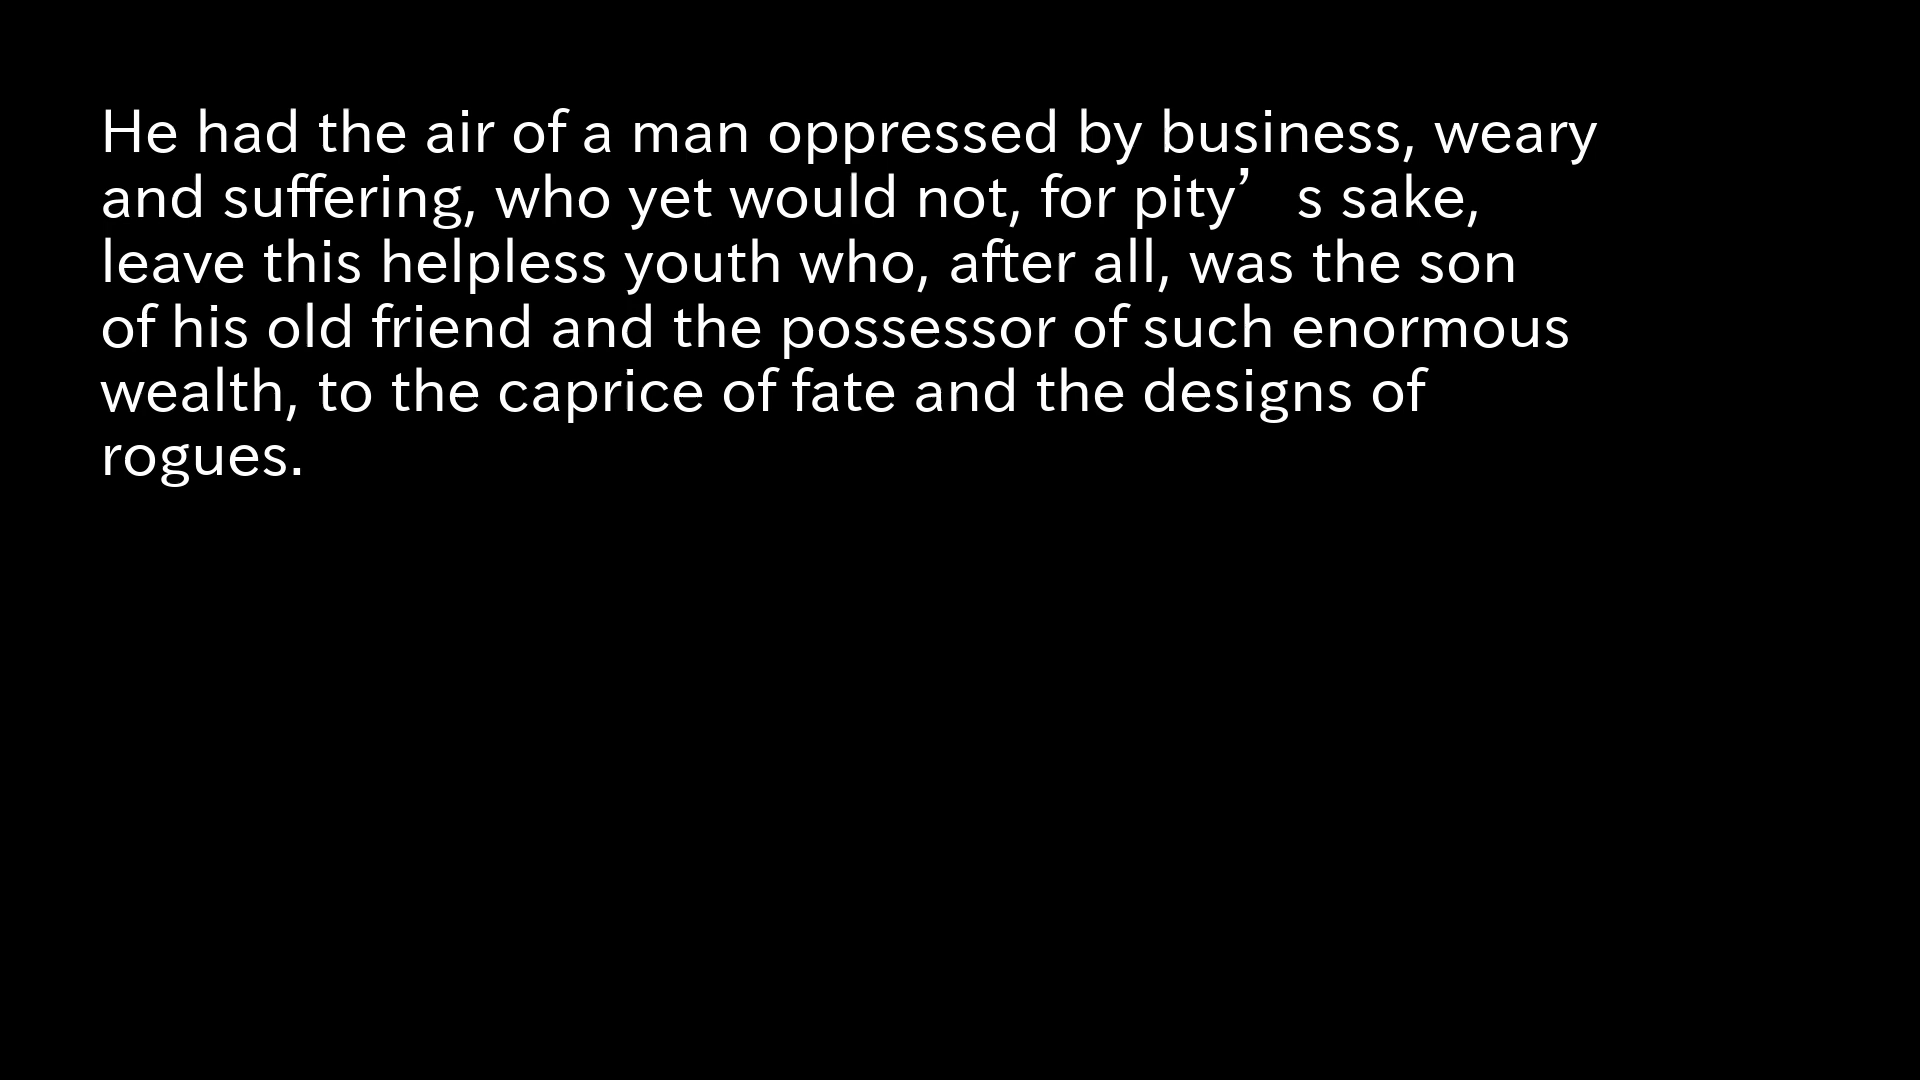 He had the air of a man oppressed by business, weary
and suffering, who yet would not, for pity’s sake,
leave this helpless youth who, after all, was the son
of his old friend and the possessor of such enormous
wealth, to the caprice of fate and the designs of
rogues.